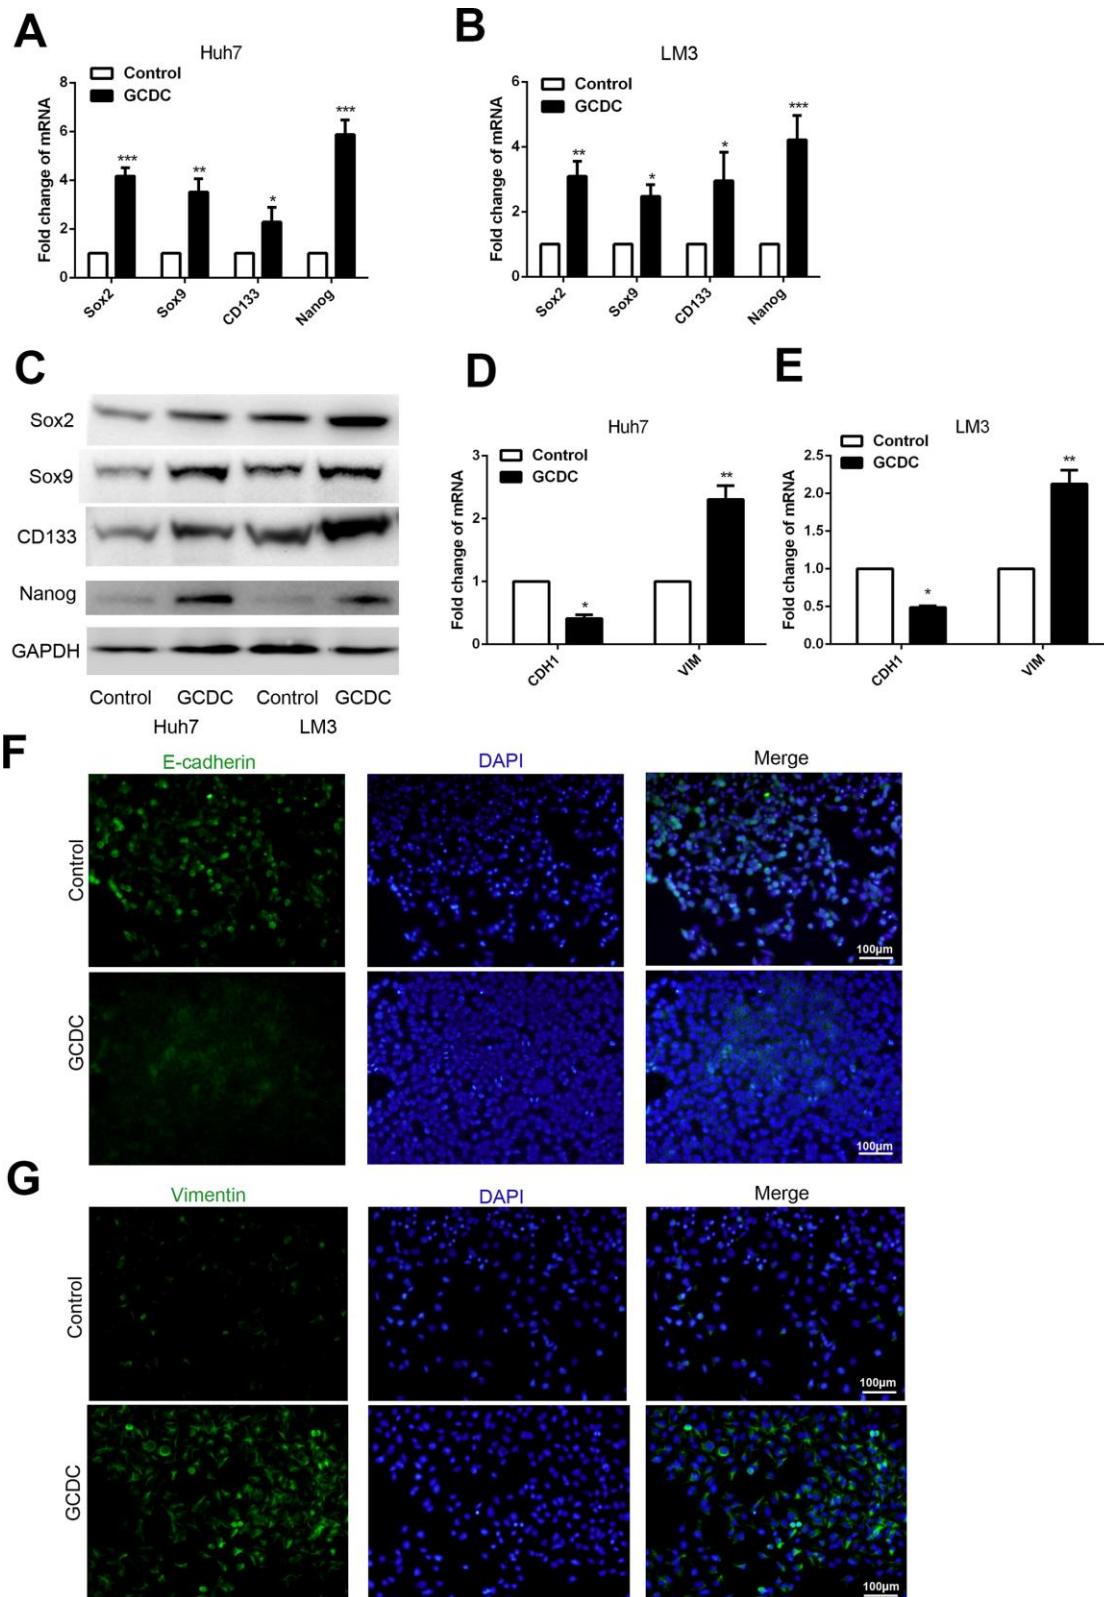 A
Huh7
Control
GCDC
Fold change of mRNA
8
6
4
2
0
***
**
*
***
Sox2
Sox9
CD133
Nanog
B
LM3
Control
GCDC
Fold change of mRNA
6
4
2
0
**
*
*
***
Sox2
Sox9
CD133
Nanog
C
Sox2
Sox9
CD133
Nanog
GAPDH
Control GCDC Control GCDC
Huh7 LM3
D
Huh7
Control
GCDC
Fold change of mRNA
3
2
1
0
*
**
CDH1
VIM
E
LM3
Control
GCDC
Fold change of mRNA
2.5
2.0
1.5
1.0
0.5
0.0
*
**
CDH1
VIM
F
E-cadherin DAPI Merge
Control
100μm
GCDC
100μm
G
Vimentin DAPI Merge
Control
100μm
GCDC
100μm